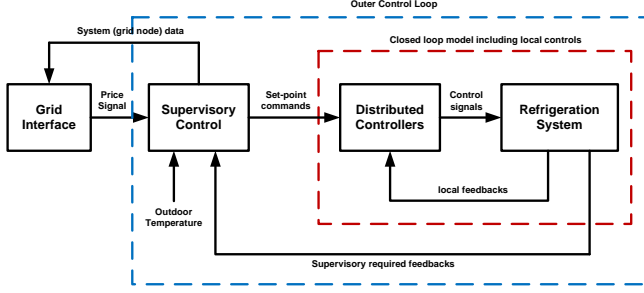 Outer Control Loop
System (grid node) data
Closed loop model including local controls
Grid
Interface
Price
Signal
Supervisory
Control
Set-point
commands
Distributed
Controllers
Control
signals
Refrigeration
System
local feedbacks
Outdoor
Temperature
Supervisory required feedbacks